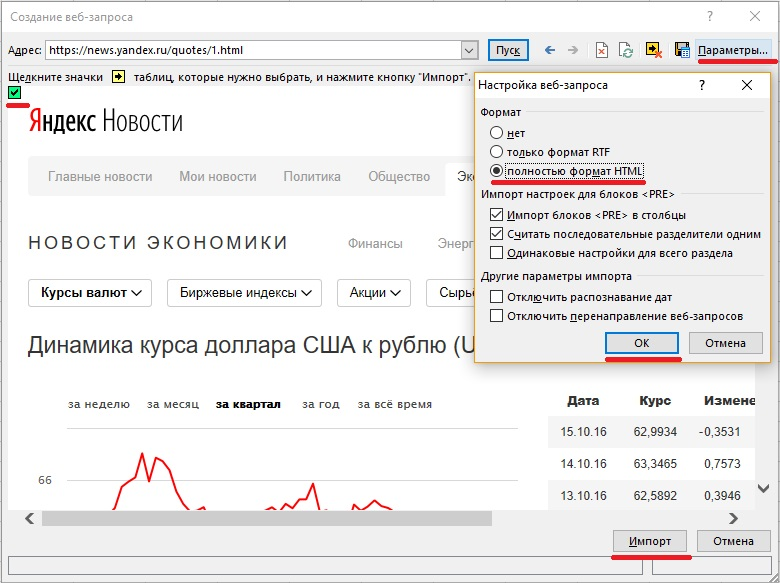 Создание веб-запроса
Адрес: https://news.yandex.ru/quotes/1.html Пуск Параметры...
Щелкните значки таблиц, которые нужно выбрать, и нажмите кнопку "Импорт".
Яндекс Новости
Главные новости Мои новости Политика Общество Эк
НОВОСТИ ЭКОНОМИКИ Финансы Энерг
Курсы валют Биржевые индексы Акции Сырь
Динамика курса доллара США к рублю (U
за неделю за месяц за квартал за год за всё время
66
Дата Курс Измене
15.10.16 62,9934 -0,3531
14.10.16 63,3465 0,7573
13.10.16 62,5892 0,3946
Импорт Отмена
Настройка веб-запроса ?
Формат
нет
только формат RTF
полностью формат HTML
Импорт настроек для блоков <PRE>
Импорт блоков <PRE> в столбцы
Считать последовательные разделители одним
Одинаковые настройки для всего раздела
Другие параметры импорта
Отключить распознавание дат
Отключить перенаправление веб-запросов
ОК Отмена